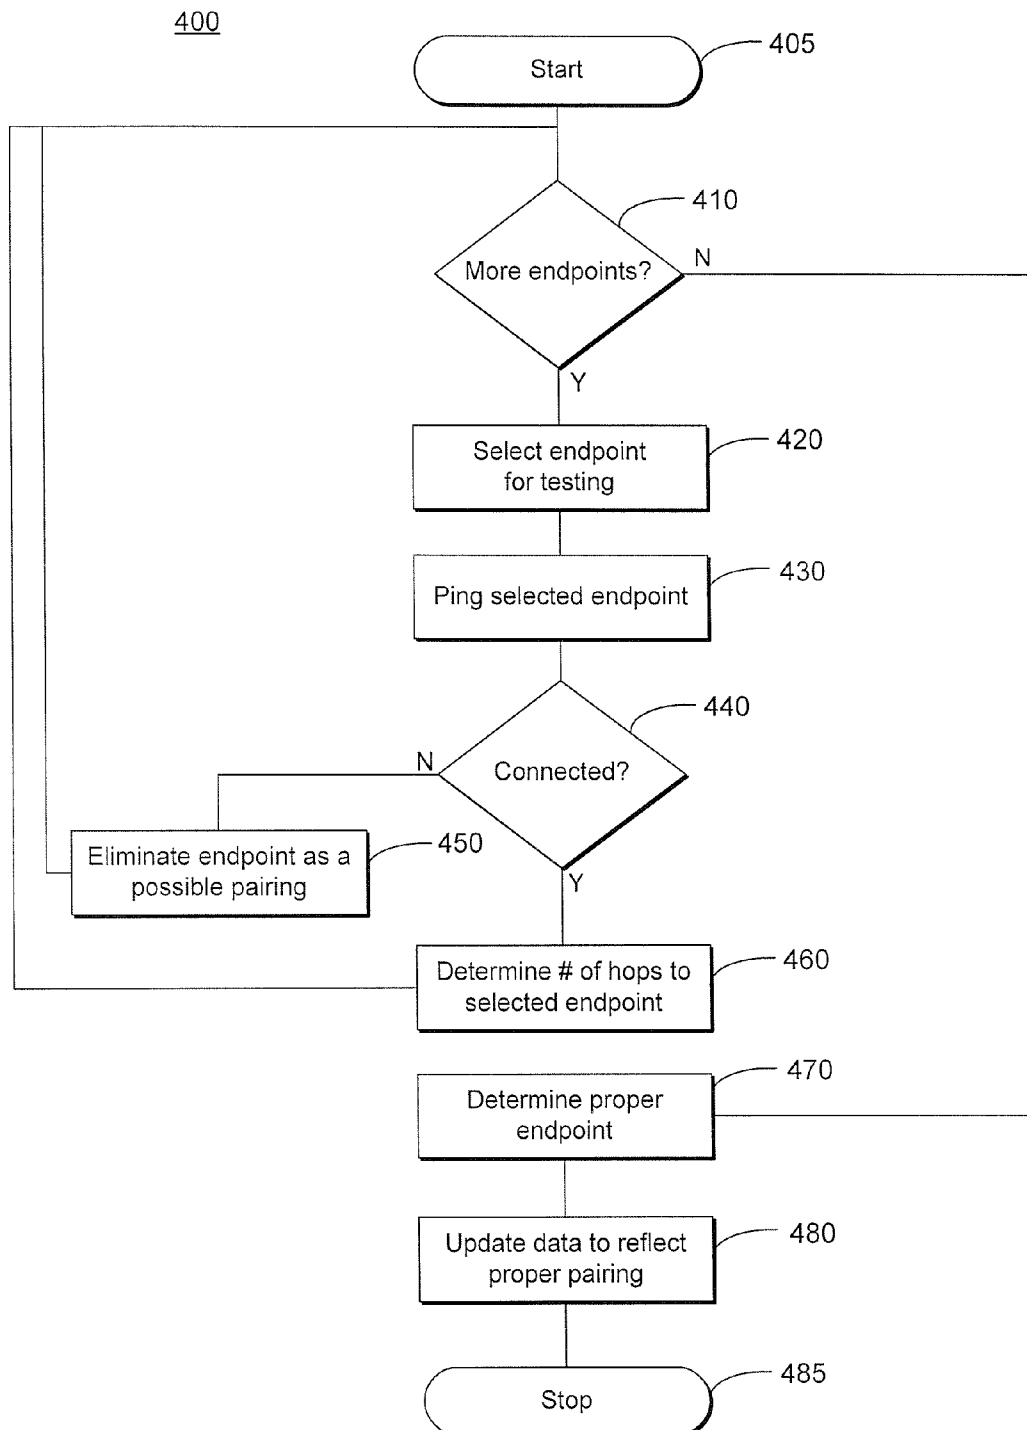 400
Start
405
410
More endpoints?
N
Y
Select endpoint
for testing
420
Ping selected endpoint
430
440
Connected?
N
Y
Eliminate endpoint as a
possible pairing
450
Determine # of hops to
selected endpoint
460
Determine proper
endpoint
470
Update data to reflect
proper pairing
480
Stop
485